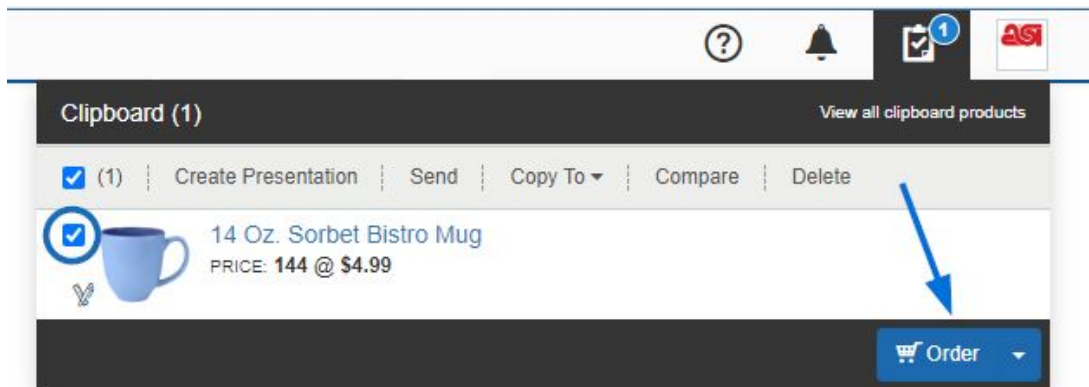 1
asi
Clipboard (1)
View all clipboard products
(1) Create Presentation Send Copy To Compare Delete
14 Oz. Sorbet Bistro Mug
PRICE: 144 @ $4.99
Order